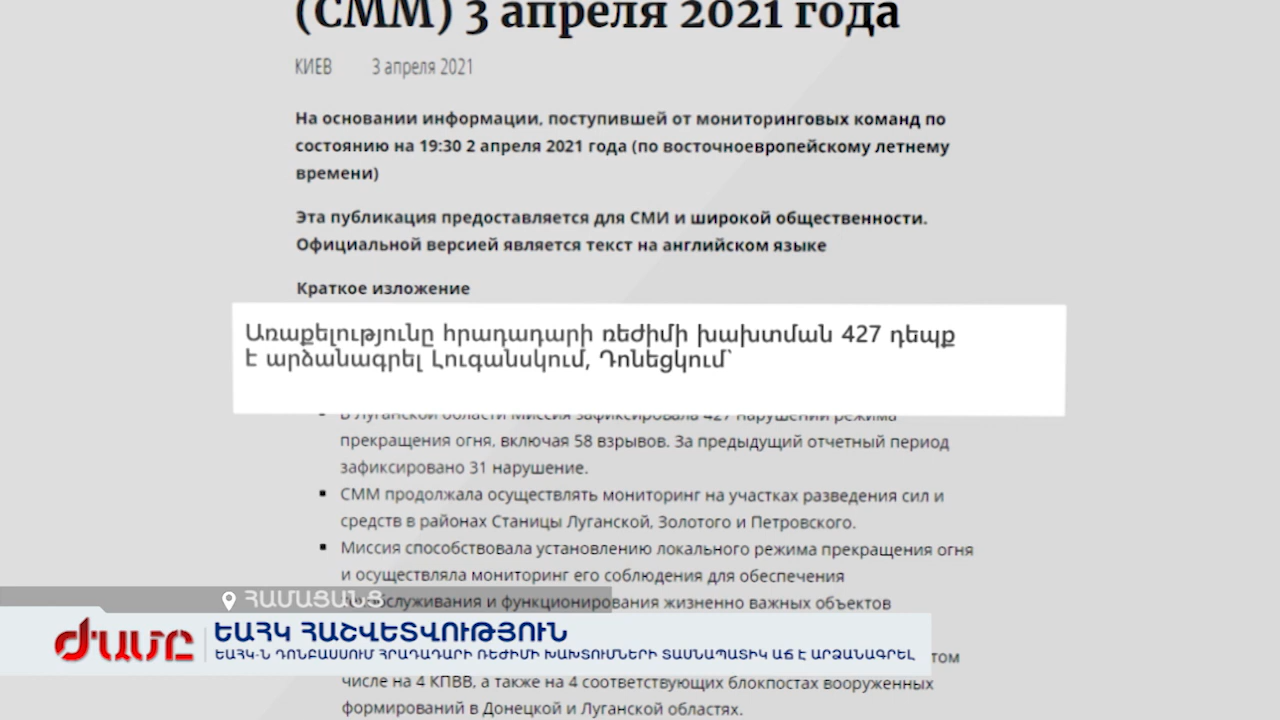 (СММ) 3 апреля 2021 года
КИЕВ 3 апреля 2021
На основании информации, поступившей от мониторинговых команд по
состоянию на 19:30 2 апреля 2021 года (по восточноевропейскому летнему
времени)
Эта публикация предоставляется для СМИ и широкой общественности.
Официальной версией является текст на английском языке
Краткое изложение
Առաքելությունը հրադադարի ռեժիմի խախտման 427 դեպք
է արձանագրել Լուգանսկում, Դոնեցկում՝
В Луганской области Миссия зафиксировала 427 нарушений режима
прекращения огня, включая 58 взрывов. За предыдущий отчетный период
зафиксировано 31 нарушение.
СММ продолжала осуществлять мониторинг на участках разведения сил и
средств в районах Станицы Луганской, Золотого и Петровского.
Миссия способствовала установлению локального режима прекращения огня
и осуществляла мониторинг его соблюдения для обеспечения
и функционирования жизненно важных объектов
ՀԱՄԱՑԱՆՑ
ԺԱՄԸ
ԵԱՀԿ ՀԱՇՎԵՏՎՈՒԹՅՈՒՆ
ԵԱՀԿ-Ն ԴՈՆԲԱՍՍՈՒՄ ՀՐԱԴԱԴԱՐԻ ՌԵԺԻՄԻ ԽԱԽՏՈՒՄՆԵՐԻ ՏԱՍՆԱՊԱՏԻԿ ԱՃ Է ԱՐՁԱՆԱԳՐԵԼ
том
числе на 4 КПВВ, а также на 4 соответствующих блокпостах вооруженных
формирований в Донецкой и Луганской областях.